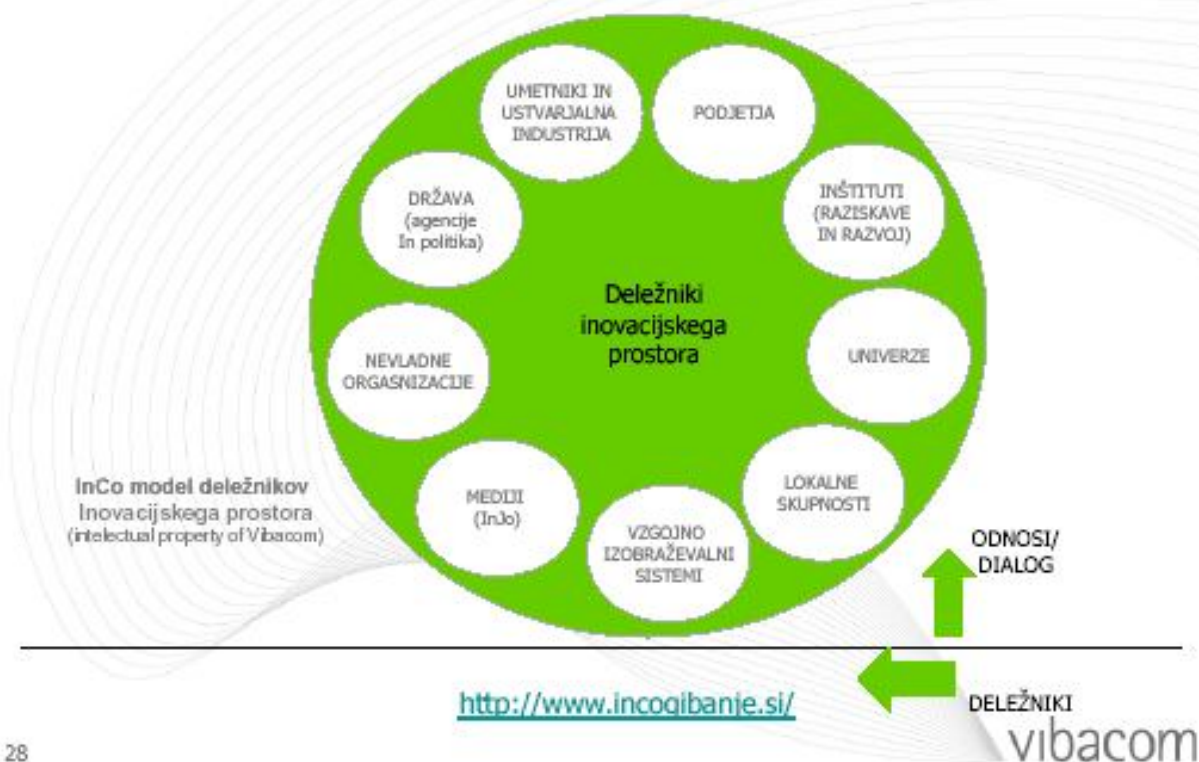 UMETNIKI IN
USTVARJALNA
INDUSTRIJA
PODJETJA
DRŽAVA
(agencije
In politika)
INŠTITUTI
(RAZISKAVE
IN RAZVOJ)
Deležniki
inovacijskega
prostora
NEVLADNE
ORGASNIZACIJE
UNIVERZE
MEDIJI
(InJo)
LOKALNE
SKUPNOSTI
VZGOJNO
IZOBRAŽEVALNI
SISTEMI
InCo model deležnikov
Inovacijskega prostora
(intelectual property of Vibacom)
ODNOSI/
DIALOG
http://www.incogibanje.si/
DELEŽNIKI
28
vibacom